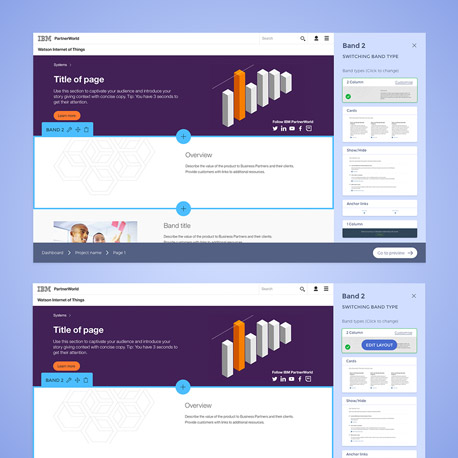 IBM PartnerWorld
Search
Watson Internet of Things
Systems
Title of page
Use this section to captivate your audience and introduce your
story giving context with concise copy. Tip: You have 3 seconds to
get their attention.
Learn more
Follow IBM PartnerWorld
BAND 2
Overview
Describe the value of the product to Business Partners and their clients.
Provide customers with links to additional resources.
Band title
Describe the value of the product to Business Partners and their clients.
Provide customers with links to additional resources.
Dashboard
Project name
Page 1
Go to preview
Band 2
SWITCHING BAND TYPE
Band types (Click to change)
2 Column
Customize
Cards
Show/Hide
Anchor links
1 Column
IBM PartnerWorld
Search
Watson Internet of Things
Systems
Title of page
Use this section to captivate your audience and introduce your
story giving context with concise copy. Tip: You have 3 seconds to
get their attention.
Learn more
Follow IBM PartnerWorld
BAND 2
Overview
Describe the value of the product to Business Partners and their clients.
Provide customers with links to additional resources.
Band 2
SWITCHING BAND TYPE
Band types (Click to change)
2 Column
Customize
EDIT LAYOUT
Cards
Show/Hide